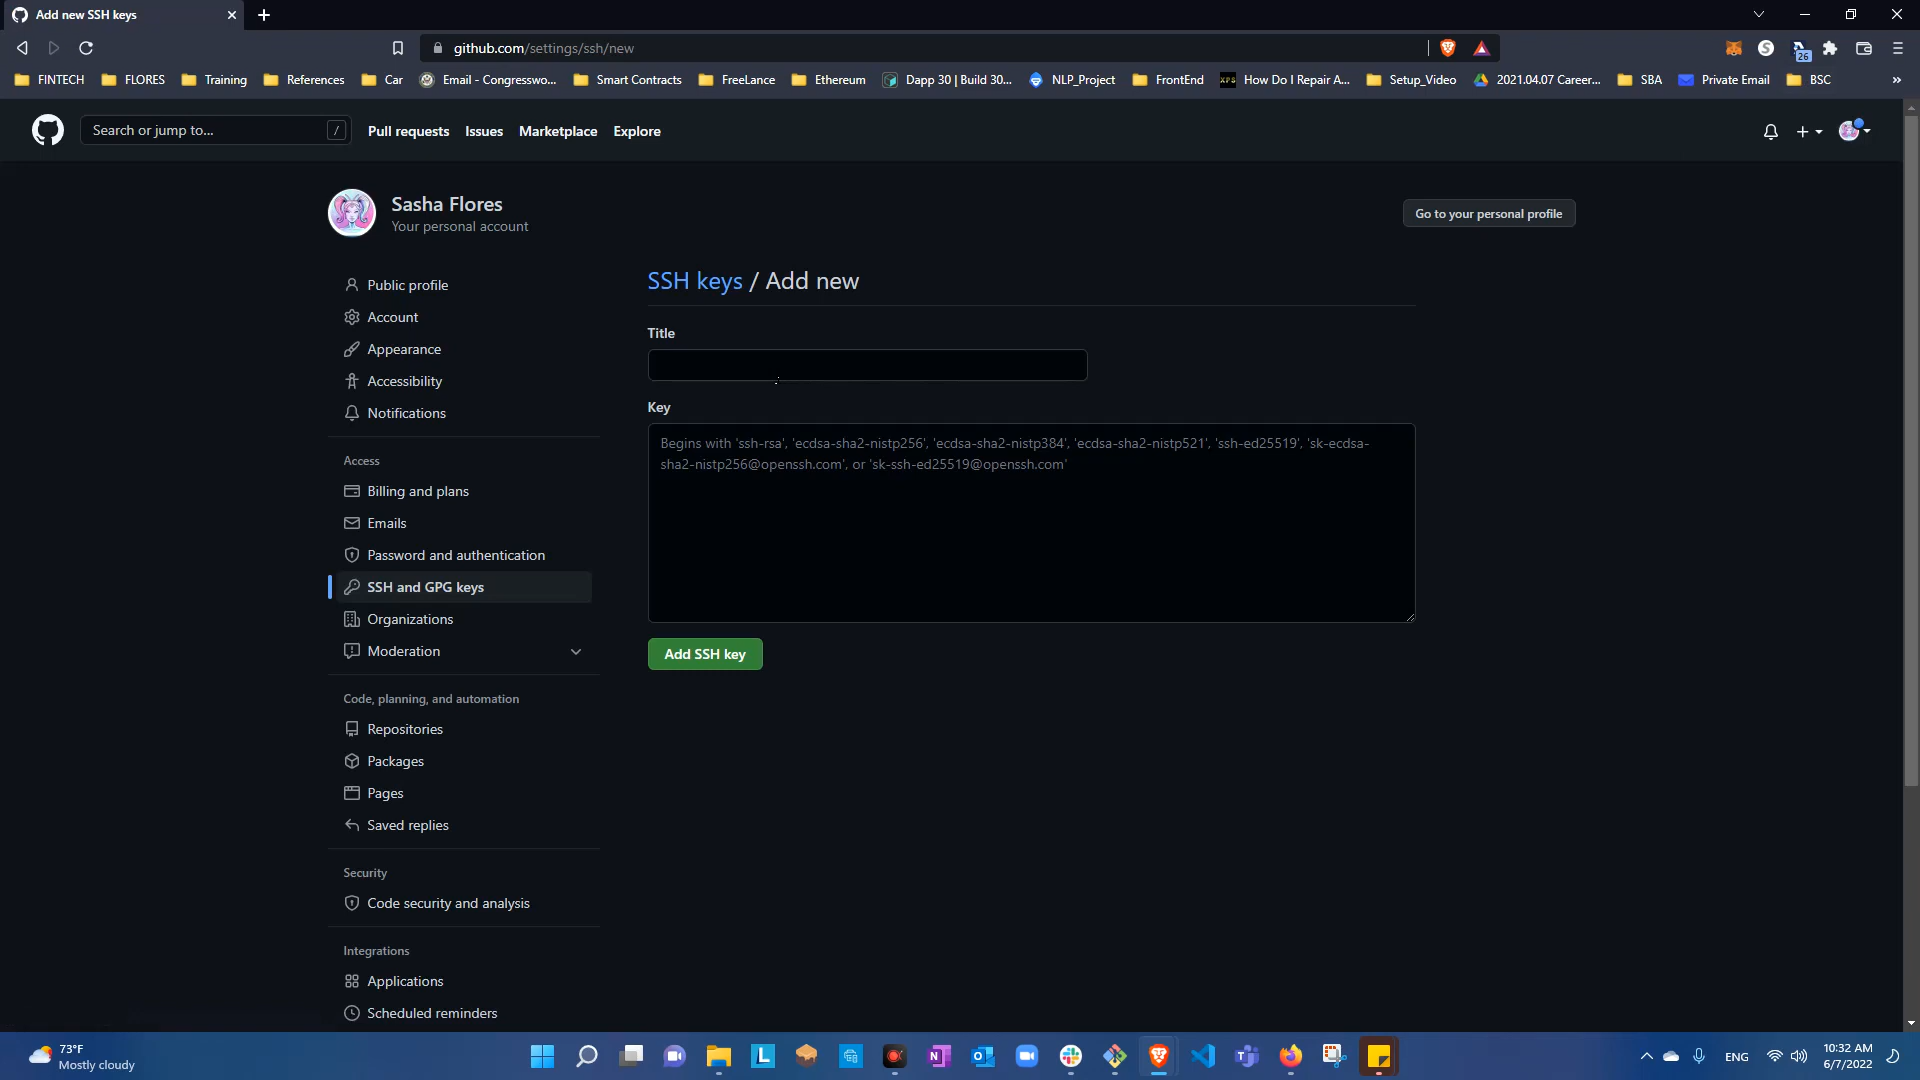 Add new SSH keys
github.com/settings/ssh/new
26
FINTECH FLORES Training References Car Email - Congresswo... Smart Contracts FreeLance Ethereum Dapp 30 | Build 30... NLP_Project FrontEnd XPS How Do I Repair A... Setup_Video 2021.04.07 Career... SBA Private Email BSC »
Search or jump to... / Pull requests Issues Marketplace Explore
Sasha Flores
Your personal account
Go to your personal profile
Public profile
Account
Appearance
Accessibility
Notifications
Access
Billing and plans
Emails
Password and authentication
SSH and GPG keys
Organizations
Moderation
Code, planning, and automation
Repositories
Packages
Pages
Saved replies
Security
Code security and analysis
Integrations
Applications
Scheduled reminders
SSH keys / Add new
Title
Key
Begins with 'ssh-rsa', 'ecdsa-sha2-nistp256', 'ecdsa-sha2-nistp384', 'ecdsa-sha2-nistp521', 'ssh-ed25519', 'sk-ecdsa-
sha2-nistp256@openssh.com', or 'sk-ssh-ed25519@openssh.com'
Add SSH key
73°F
Mostly cloudy
ENG
10:32 AM
6/7/2022